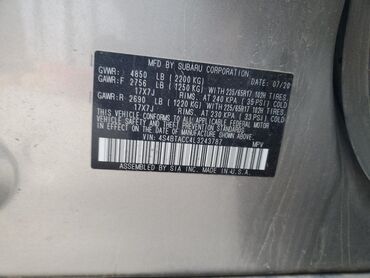 MFD BY SUBARU CORPORATION DATE: 07/20
GVWR: 4850 LB (2200 KG)
GAWR:F 2756 LB (1250 KG) WITH 225/65R17 102H TIRES
17X7J RIMS. AT 240 KPA (35 PSI) COLD
GAWR:R 2690 LB (1220 KG) WITH 225/65R17 102H TIRES
17X7J RIMS. AT 230 KPA (33 PSI) COLD
THIS VEHICLE CONFORMS TO ALL APPLICABLE FEDERAL MOTOR
VEHICLE SAFETY, BUMPER, AND THEFT PREVENTION STANDARDS
IN EFFECT ON THE DATE OF MANUFACTURE SHOWN ABOVE.
VIN: 4S4BTACC4L3243787 MPV
ASSEMBLED BY SIA INC. MADE IN U.S.A.